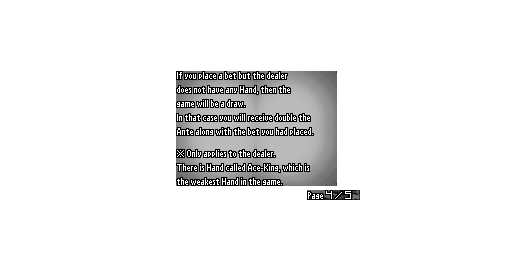 If you place a bet but the dealer
does not have any Hand, then the
game will be a draw.
In that case you will receive double the
Ante along with the bet you had placed.
※ Only applies to the dealer.
There is Hand called Ace-King, which is
the weakest Hand in the game.
Page 4/5